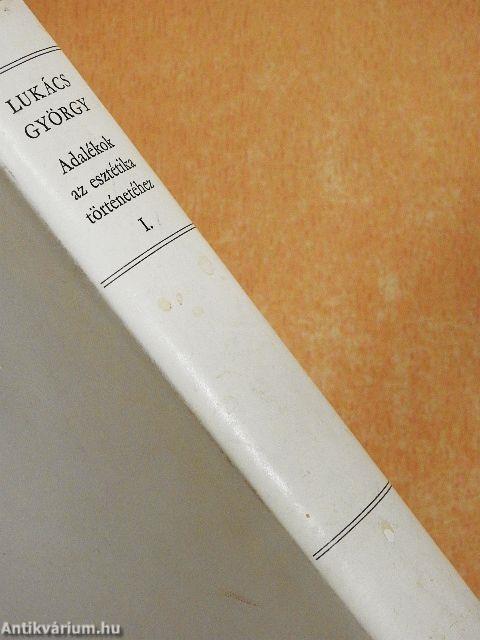 LUKÁCS
GYÖRGY
Adalékok
az esztétika
történetéhez
I.
Antikvárium.hu